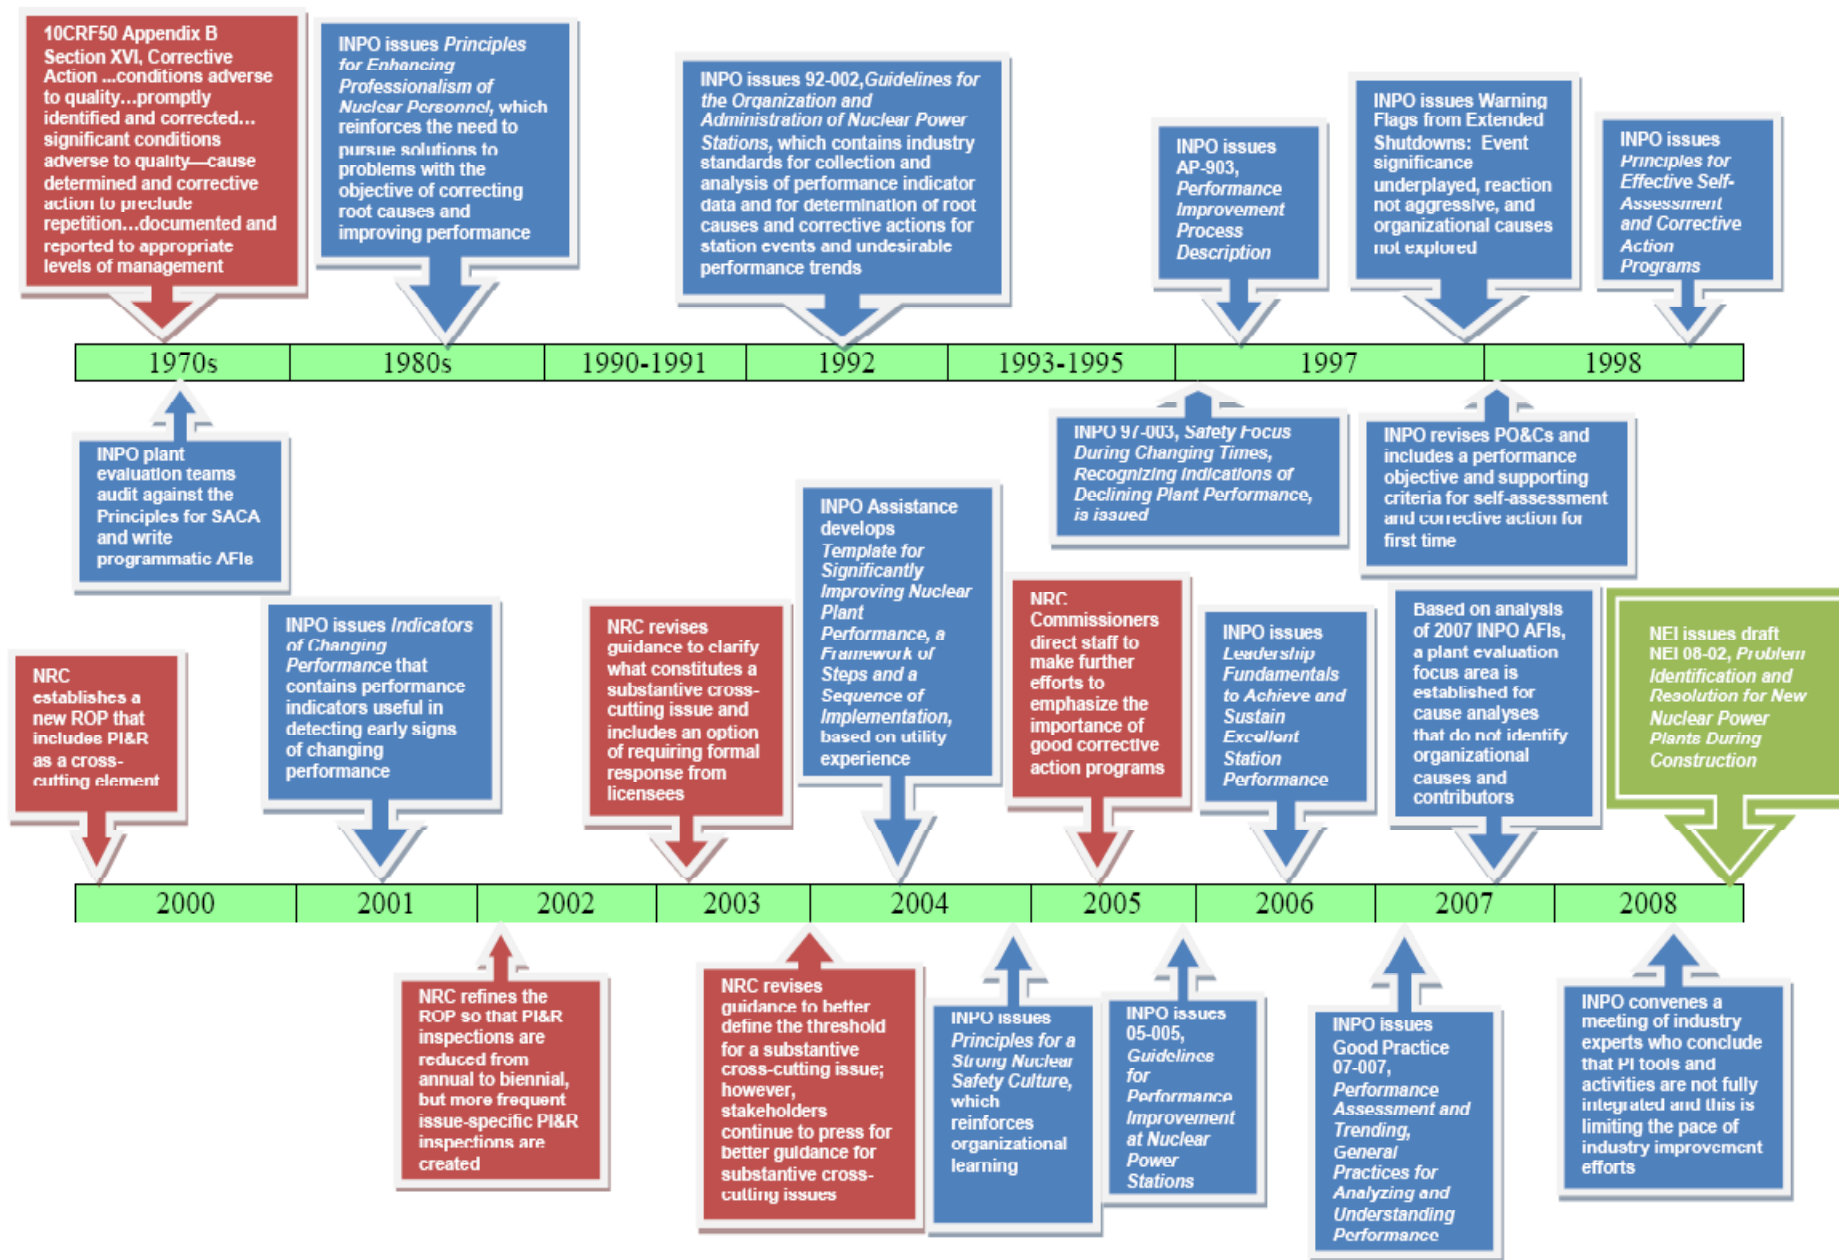 10CRF50 Appendix B
Section XVI, Corrective
Action ...conditions adverse
to quality...promptly
identified and corrected...
significant conditions
adverse to quality—cause
determined and corrective
action to preclude
repetition...documented and
reported to appropriate
levels of management
INPO issues Principles
for Enhancing
Professionalism of
Nuclear Personnel, which
reinforces the need to
pursue solutions to
problems with the
objective of correcting
root causes and
improving performance
INPO issues 92-002,Guidelines for
the Organization and
Administration of Nuclear Power
Stations, which contains industry
standards for collection and
analysis of performance indicator
data and for determination of root
causes and corrective actions for
station events and undesirable
performance trends
INPO issues
AP-903,
Performance
Improvement
Process
Description
INPO issues Warning
Flags from Extended
Shutdowns: Event
significance
underplayed, reaction
not aggressive, and
organizational causes
not explored
INPO issues
Principles for
Effective Self-
Assessment
and Corrective
Action
Programs
1970s
1980s
1990-1991
1992
1993-1995
1997
1998
INPO plant
evaluation teams
audit against the
Principles for SACA
and write
programmatic AFIs
INPO 97-003, Safety Focus
During Changing Times,
Recognizing Indications of
Declining Plant Performance,
is issued
INPO revises PO&Cs and
includes a performance
objective and supporting
criteria for self-assessment
and corrective action for
first time
NRC
establishes a
new ROP that
includes PI&R
as a cross-
cutting element
INPO issues Indicators
of Changing
Performance that
contains performance
indicators useful in
detecting early signs
of changing
performance
NRC revises
guidance to clarify
what constitutes a
substantive cross-
cutting issue and
includes an option
of requiring formal
response from
licensees
INPO Assistance
develops
Template for
Significantly
Improving Nuclear
Plant
Performance, a
Framework of
Steps and a
Sequence of
Implementation,
based on utility
experience
NRC
Commissioners
direct staff to
make further
efforts to
emphasize the
importance of
good corrective
action programs
INPO issues
Leadership
Fundamentals
to Achieve and
Sustain
Excellent
Station
Performance
Based on analysis
of 2007 INPO AFIs,
a plant evaluation
focus area is
established for
cause analyses
that do not identify
organizational
causes and
contributors
NEI issues draft
NEI 08-02, Problem
Identification and
Resolution for New
Nuclear Power
Plants During
Construction
2000
2001
2002
2003
2004
2005
2006
2007
2008
NRC refines the
ROP so that PI&R
inspections are
reduced from
annual to biennial,
but more frequent
issue-specific PI&R
inspections are
created
NRC revises
guidance to better
define the threshold
for a substantive
cross-cutting issue;
however,
stakeholders
continue to press for
better guidance for
substantive cross-
cutting issues
INPO issues
Principles for a
Strong Nuclear
Safety Culture,
which
reinforces
organizational
learning
INPO issues
05-005,
Guidelines
for
Performance
Improvement
at Nuclear
Power
Stations
INPO issues
Good Practice
07-007,
Performance
Assessment and
Trending,
General
Practices for
Analyzing and
Understanding
Performance
INPO convenes a
meeting of industry
experts who conclude
that PI tools and
activities are not fully
integrated and this is
limiting the pace of
industry improvement
efforts